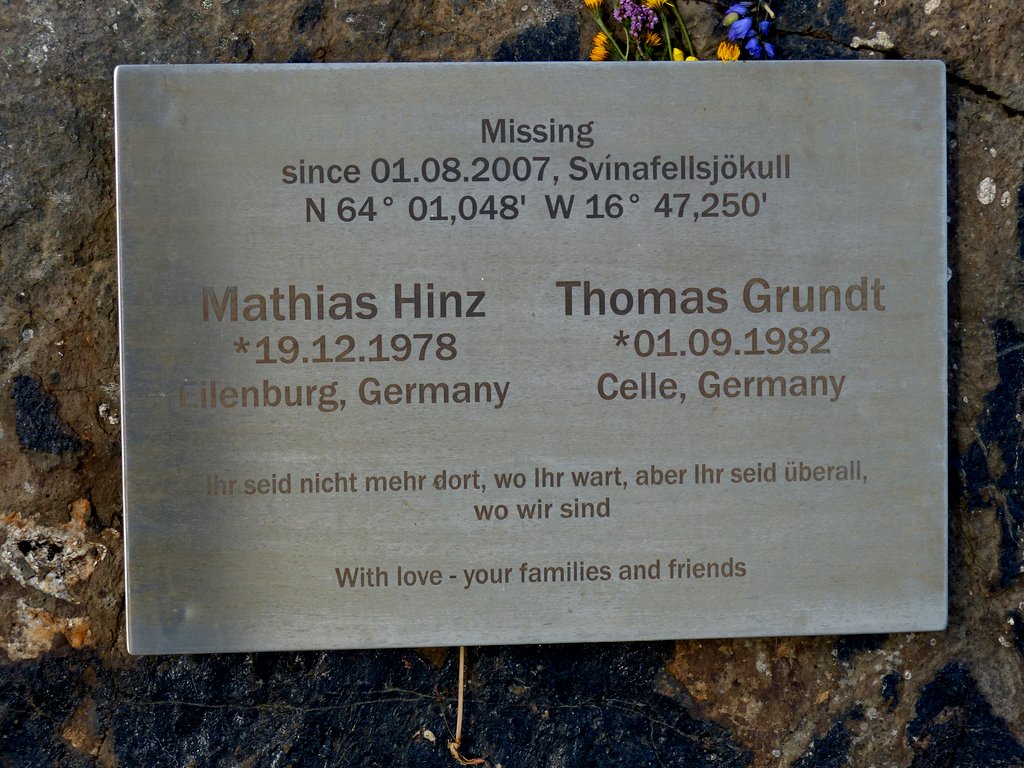 Missing
since 01.08.2007, Svínafellsjökull
N 64° 01,048' W 16° 47,250'
Mathias Hinz
*19.12.1978
Eilenburg, Germany
Thomas Grundt
*01.09.1982
Celle, Germany
Ihr seid nicht mehr dort, wo Ihr wart, aber Ihr seid überall,
wo wir sind
With love - your families and friends